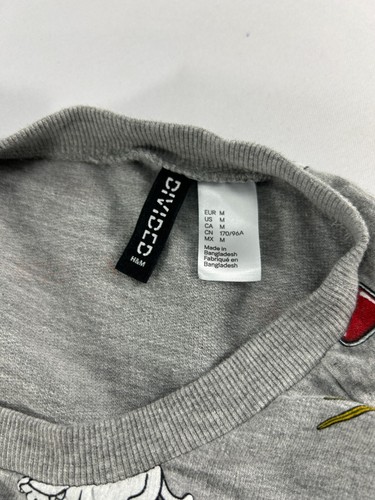 DIVIDED
H&M
EUR M
US M
CA M
CN 170/96A
MX M
Made in
Bangladesh
Fabriqué en
Bangladesh